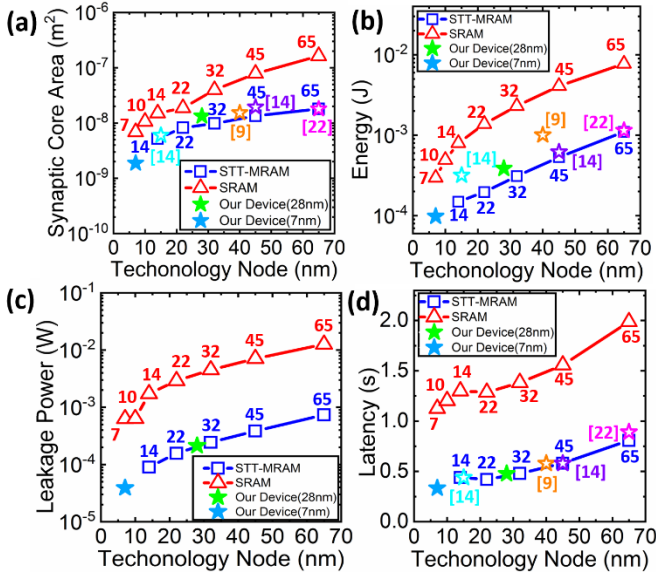 (a)
Synaptic Core Area (m²)
10⁻⁶
10⁻⁷
10⁻⁸
10⁻⁹
10⁻¹⁰
7
10
14
22
32
45
65
14
22
32
45
65
[14]
[9]
[14]
[22]
STT-MRAM
SRAM
Our Device(28nm)
Our Device(7nm)
0 10 20 30 40 50 60 70
Techonology Node (nm)
(b)
Energy (J)
10⁻²
10⁻³
10⁻⁴
STT-MRAM
SRAM
Our Device(28nm)
Our Device(7nm)
7
10
14
22
32
45
65
14
22
32
45
65
[14]
[9]
[14]
[22]
0 10 20 30 40 50 60 70
Techonology Node (nm)
(c)
Leakage Power (W)
10⁻¹
10⁻²
10⁻³
10⁻⁴
10⁻⁵
7
10
14
22
32
45
65
14
22
32
45
65
STT-MRAM
SRAM
Our Device(28nm)
Our Device(7nm)
0 10 20 30 40 50 60 70
Techonology Node (nm)
(d)
Latency (s)
2.0
1.5
1.0
0.5
0.0
STT-MRAM
SRAM
Our Device(28nm)
Our Device(7nm)
7
10
14
22
32
45
65
14
22
32
45
65
[14]
[9]
[14]
[22]
0 10 20 30 40 50 60 70
Techonology Node (nm)